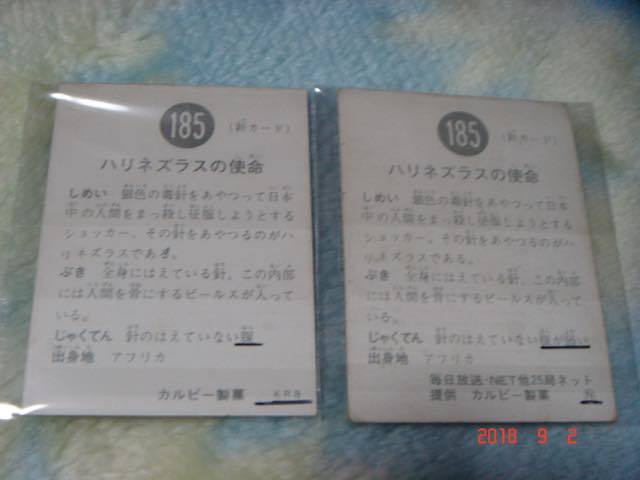 185
（新カード）
ハリネズラスの使命
しめい　銀色の毒針をあやつって日本
中の人間をまっ殺し征服しようとする
ショッカー。その針をあやつるのがハ
リネズラスである。
ぶき　全身にはえている針。この内部
には人間を骨にするビールスが入って
いる。
じゃくてん　針のはえていない腹
出身地　アフリカ
カルビー製菓　KR8
185
（新カード）
ハリネズラスの使命
しめい　銀色の毒針をあやつって日本
中の人間をまっ殺し征服しようとする
ショッカー。その針をあやつるのがハ
リネズラスである。
ぶき　全身にはえている針。この内部
には人間を骨にするビールスが入って
いる。
じゃくてん　針のはえていない腹が弱い
出身地　アフリカ
毎日放送・NET他25局ネット
提供　カルビー製菓　N
2018 9 2